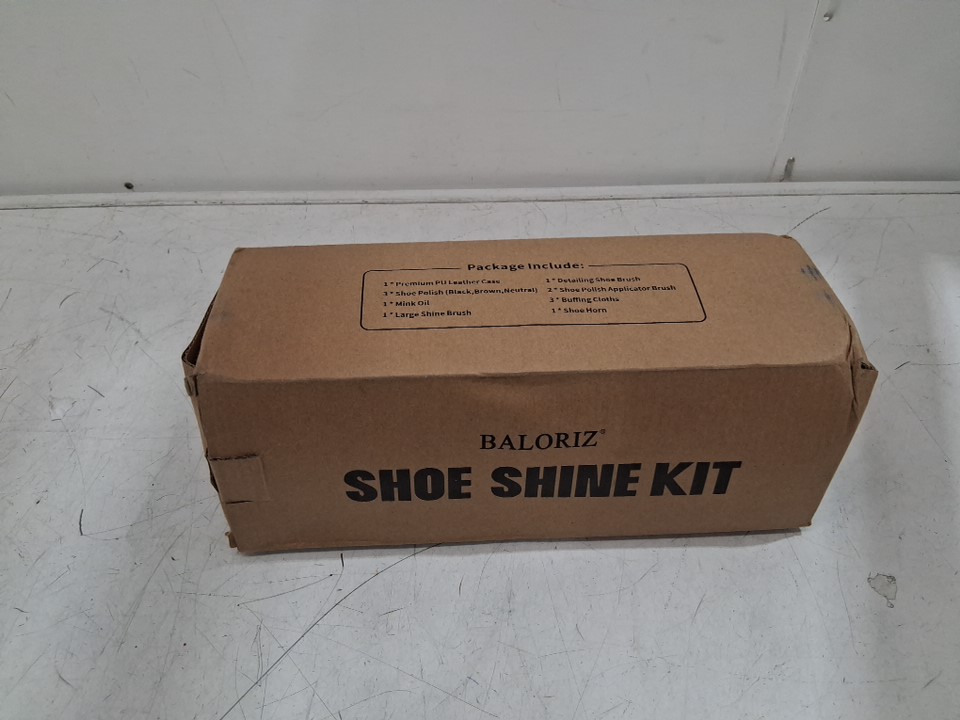 Package Include:
1 * Premium PU Leather Case
3 * Shoe Polish (Black,Brown,Neutral)
1 * Mink Oil
1 * Large Shine Brush
1 * Detailing Shoe Brush
2 * Shoe Polish Applicator Brush
3 * Buffing Cloths
1 * Shoe Horn
BALORIZ®
SHOE SHINE KIT